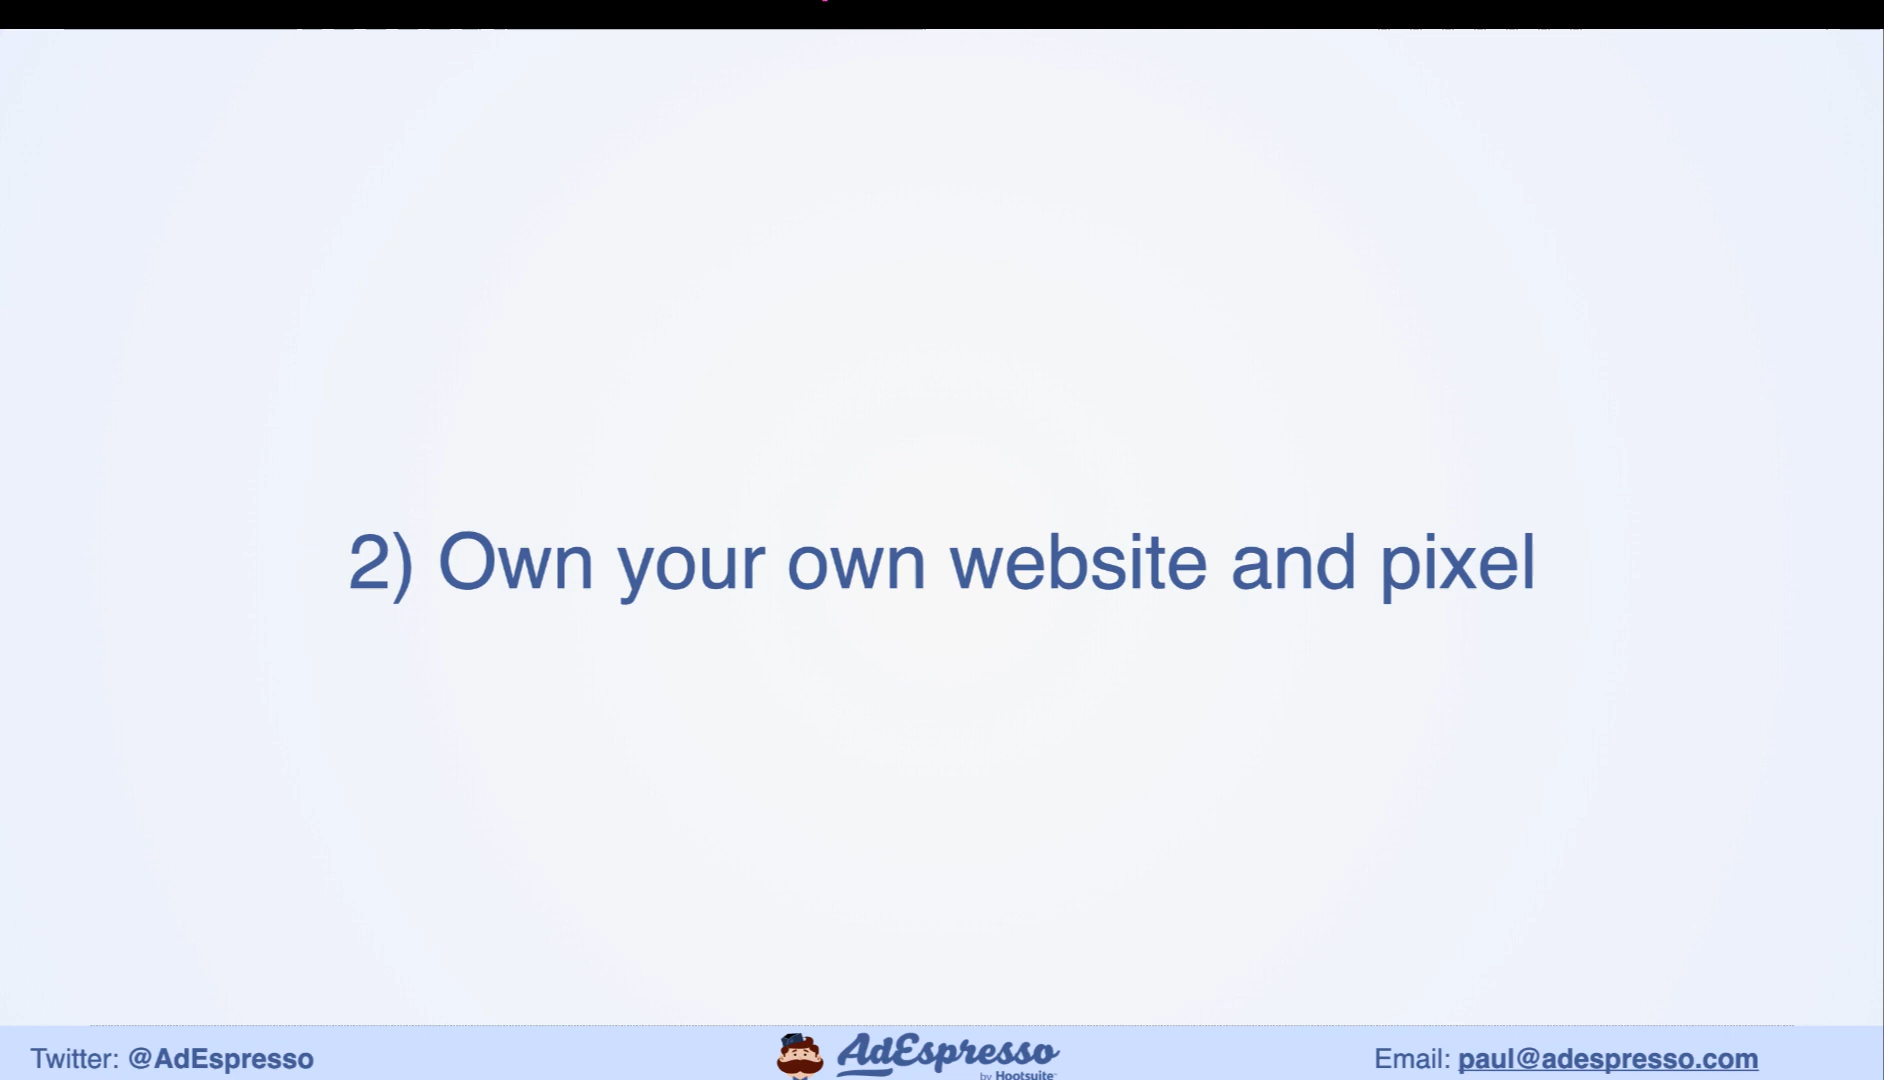 2) Own your own website and pixel
Twitter: @AdEspresso
AdEspresso
by Hootsuite
Email: paul@adespresso.com